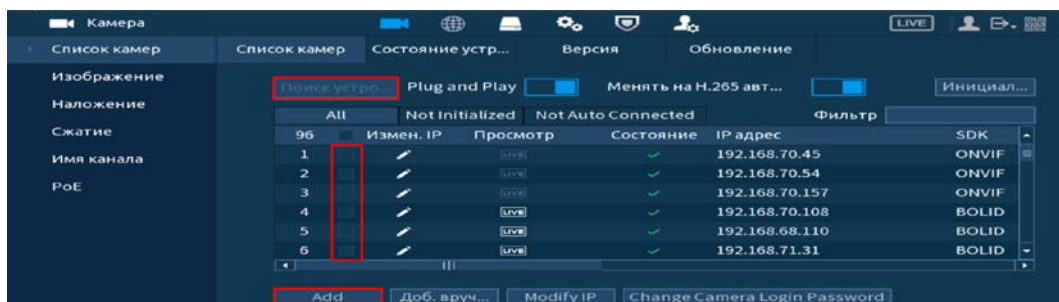 Камера LIVE
Список камер Список камер Состояние устр... Версия Обновление
Изображение
Поиск устро... Plug and Play Менять на H.265 авт... Инициал...
Наложение
All Not Initialized Not Auto Connected Фильтр
Сжатие
96 Измен. IP Просмотр Состояние IP адрес SDK
Имя канала
1 LIVE 192.168.70.45 ONVIF
2 LIVE 192.168.70.54 ONVIF
PoE
3 LIVE 192.168.70.157 ONVIF
4 LIVE 192.168.70.108 BOLID
5 LIVE 192.168.68.110 BOLID
6 LIVE 192.168.71.31 BOLID
Add Доб. вруч... Modify IP Change Camera Login Password